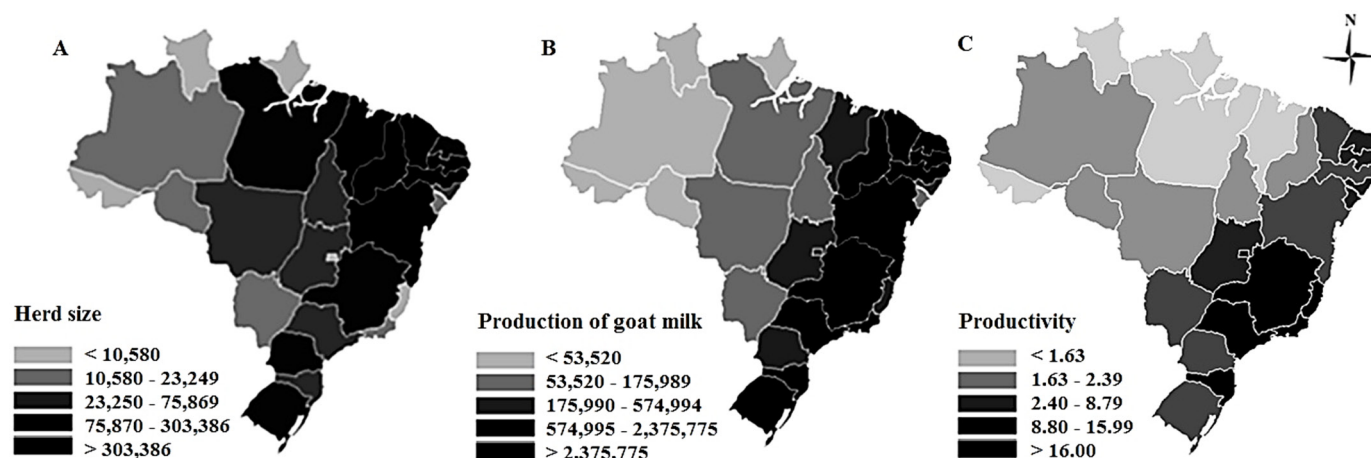 A
B
C
N
Herd size
< 10,580
10,580 - 23,249
23,250 - 75,869
75,870 - 303,386
> 303,386
Production of goat milk
< 53,520
53,520 - 175,989
175,990 - 574,994
574,995 - 2,375,775
> 2,375,775
Productivity
< 1.63
1.63 - 2.39
2.40 - 8.79
8.80 - 15.99
> 16.00